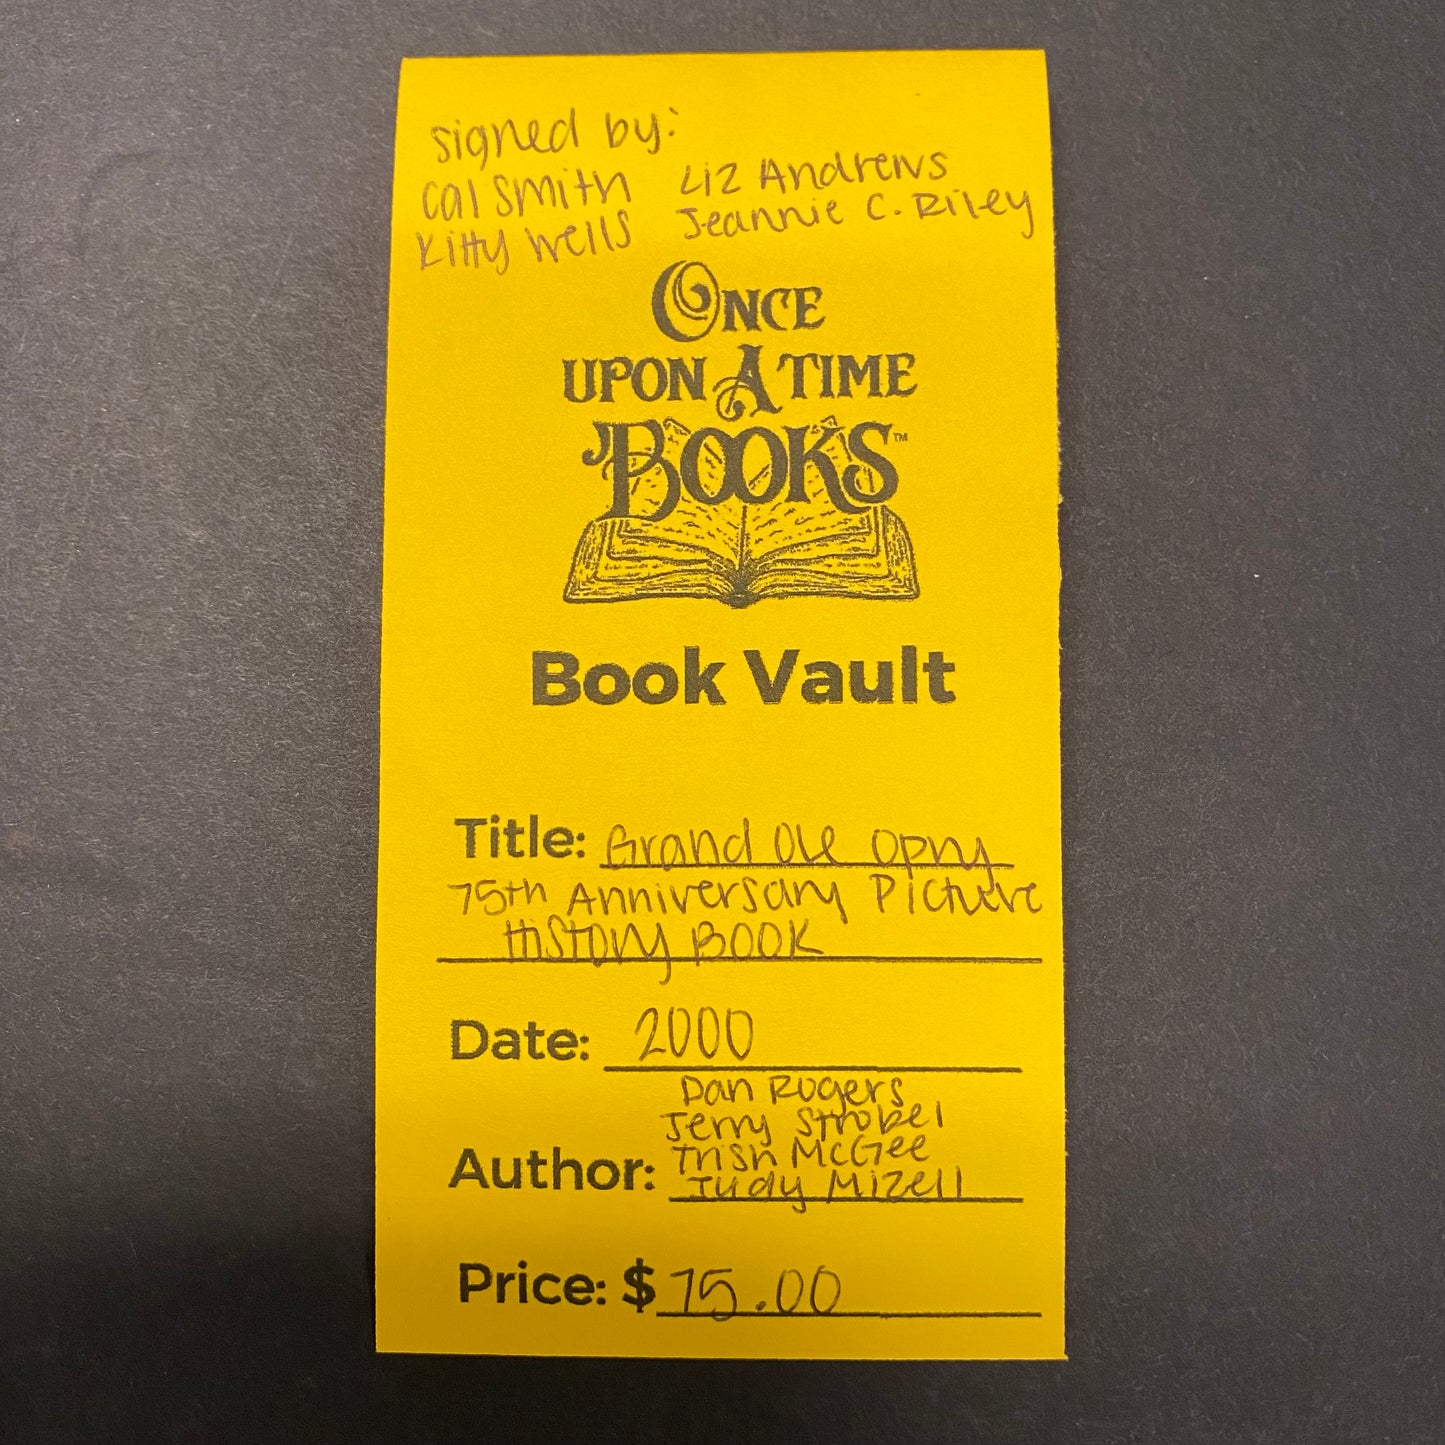 signed by:
Cal Smith Liz Andrews
Kitty Wells Jeannie C. Riley
ONCE
UPON A TIME
BOOKS™
Book Vault
Title: Grand Ole Opry
75th Anniversary Picture
History Book
Date: 2000
Dan Rogers
Jerry Strobel
Trish McGee
Author: Judy Mizell
Price: $ 75.00